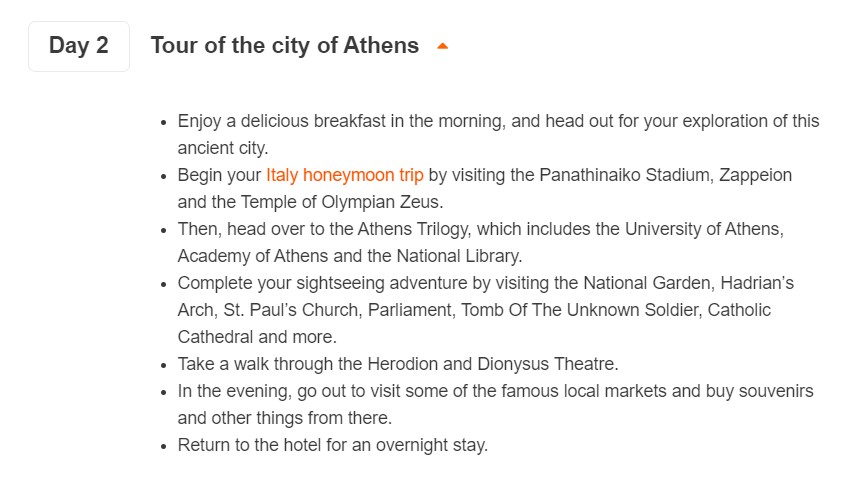 Day 2 Tour of the city of Athens
• Enjoy a delicious breakfast in the morning, and head out for your exploration of this
ancient city.
• Begin your Italy honeymoon trip by visiting the Panathinaiko Stadium, Zappeion
and the Temple of Olympian Zeus.
• Then, head over to the Athens Trilogy, which includes the University of Athens,
Academy of Athens and the National Library.
• Complete your sightseeing adventure by visiting the National Garden, Hadrian’s
Arch, St. Paul’s Church, Parliament, Tomb Of The Unknown Soldier, Catholic
Cathedral and more.
• Take a walk through the Herodion and Dionysus Theatre.
• In the evening, go out to visit some of the famous local markets and buy souvenirs
and other things from there.
• Return to the hotel for an overnight stay.